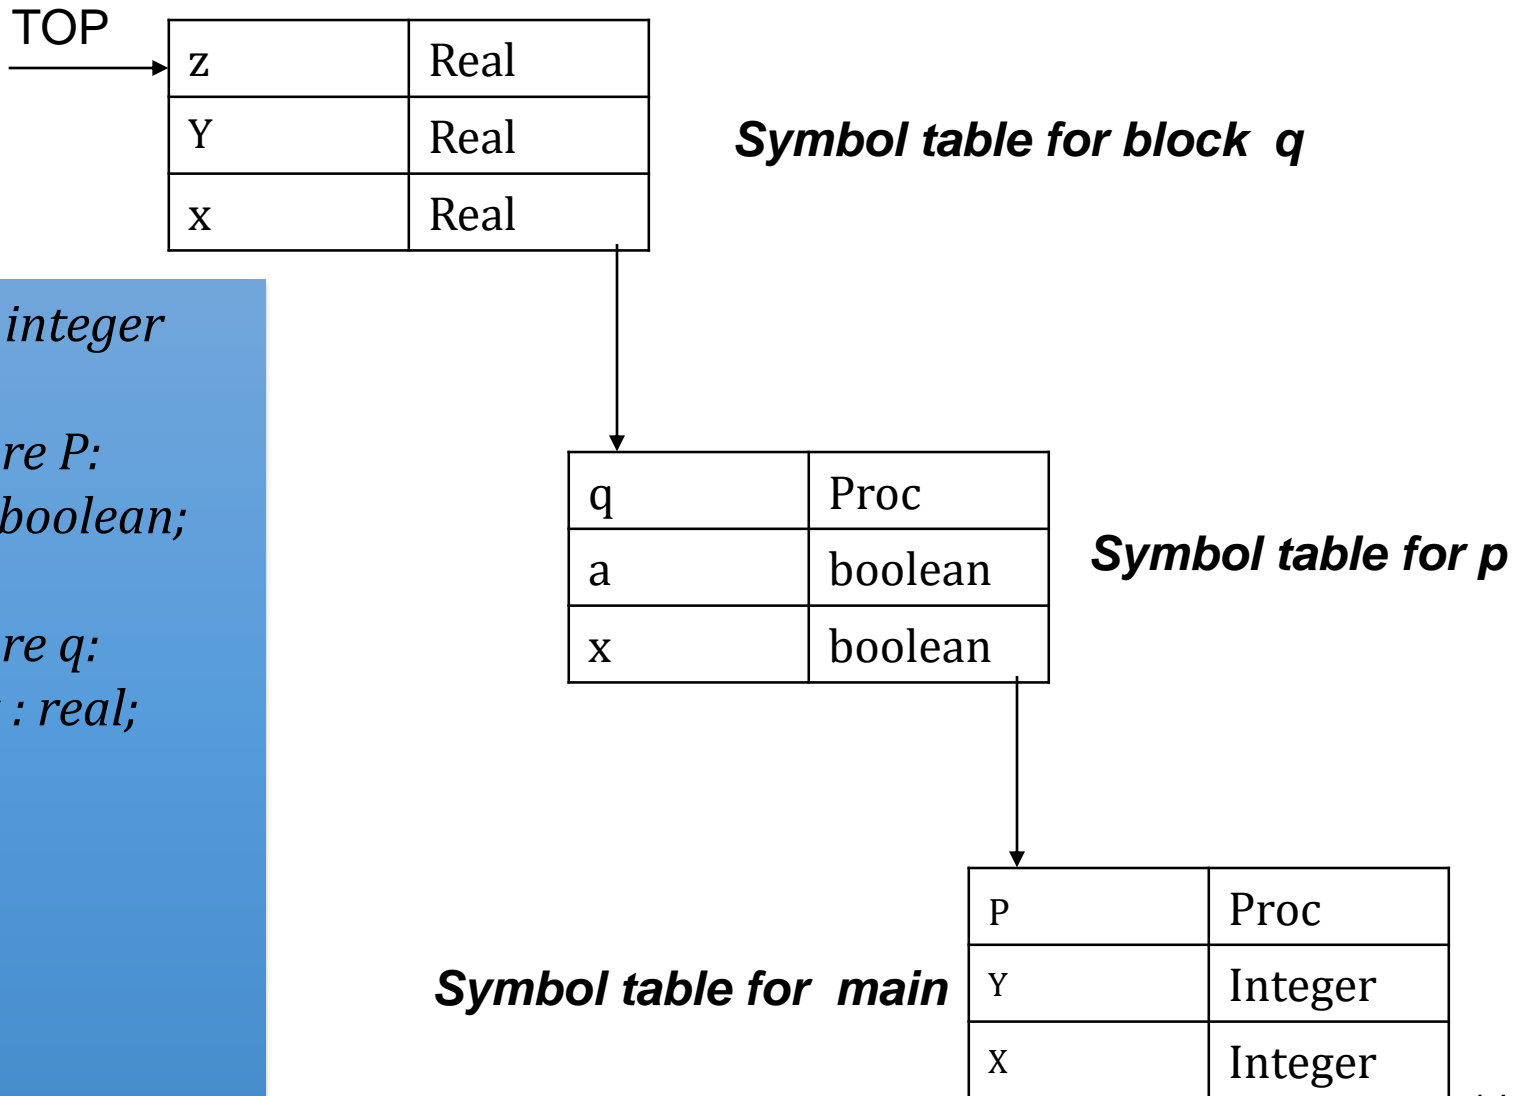 TOP
z Real
Y Real
x Real
Symbol table for block q
integer
re P:
boolean;
re q:
: real;
q Proc
a boolean
x boolean
Symbol table for p
P Proc
Y Integer
X Integer
Symbol table for main